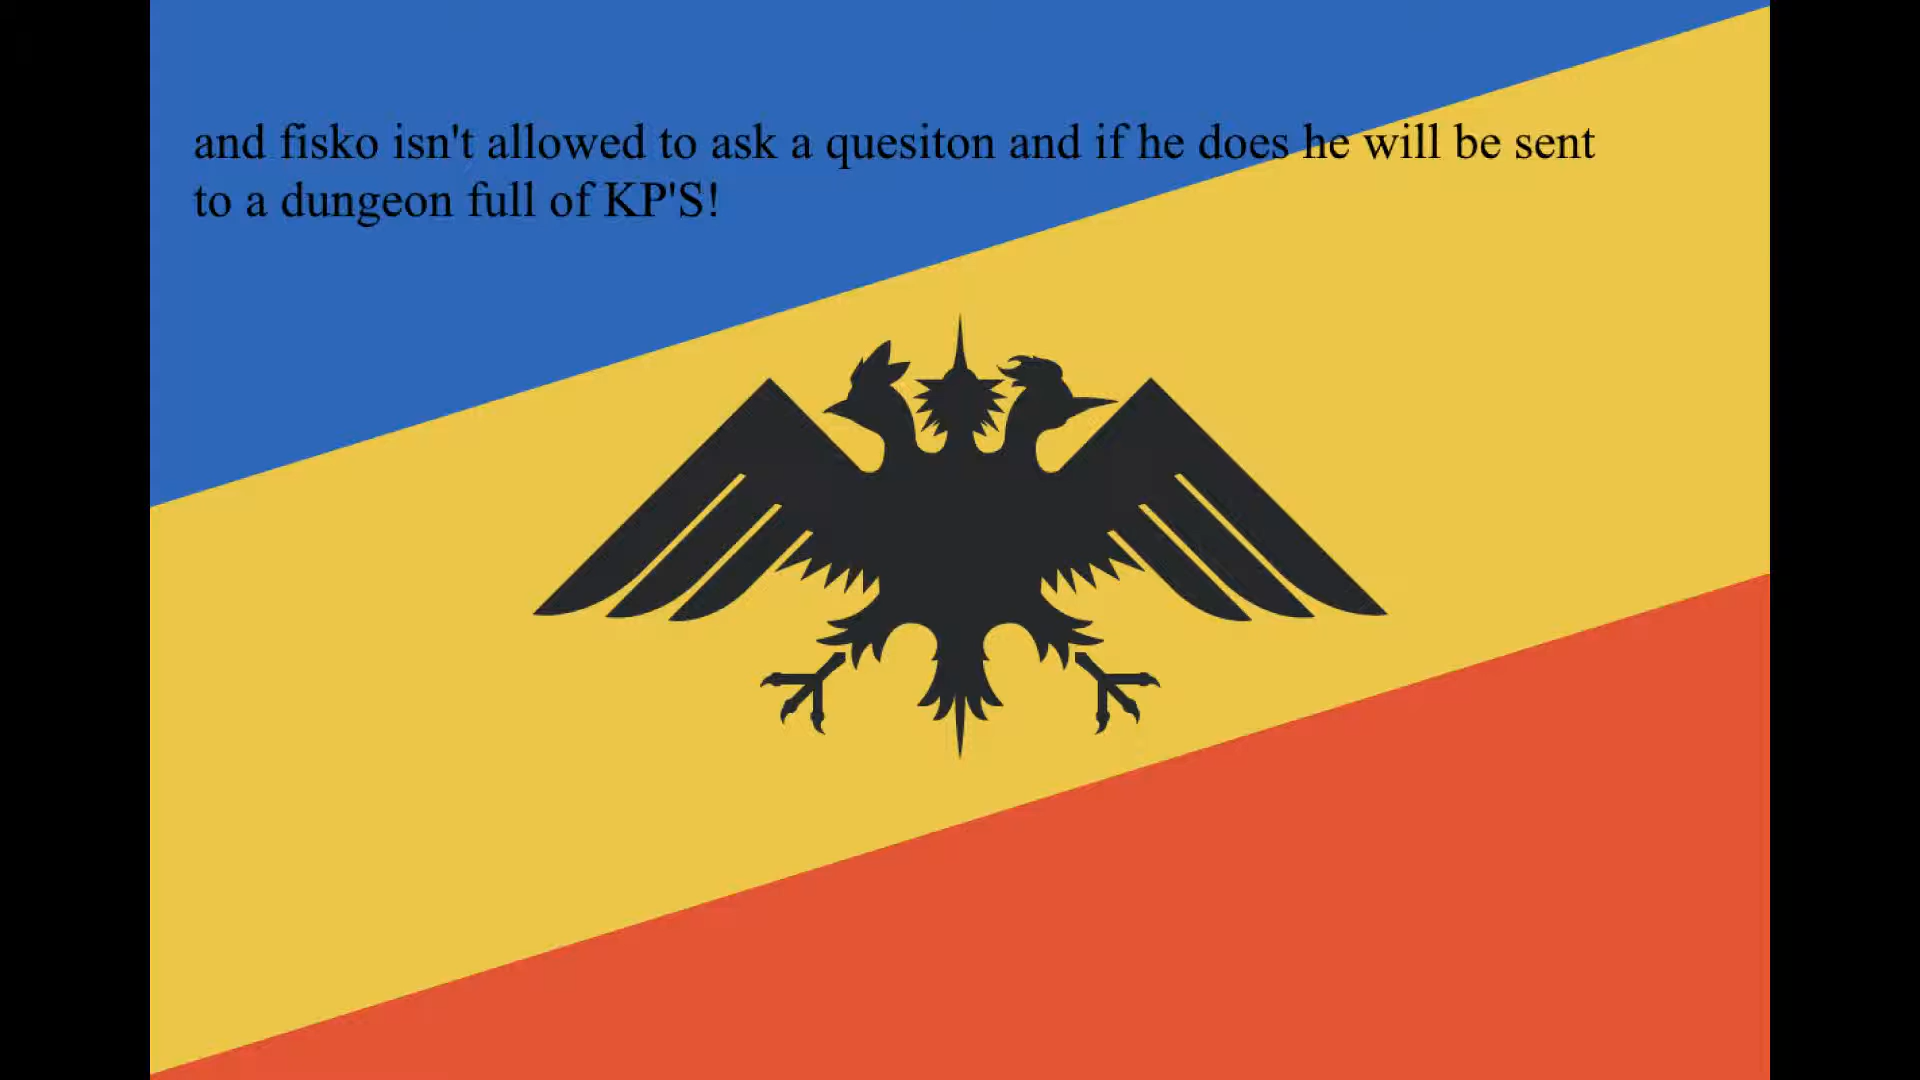 and fisko isn't allowed to ask a quesiton and if he does he will be sent
to a dungeon full of KP'S!